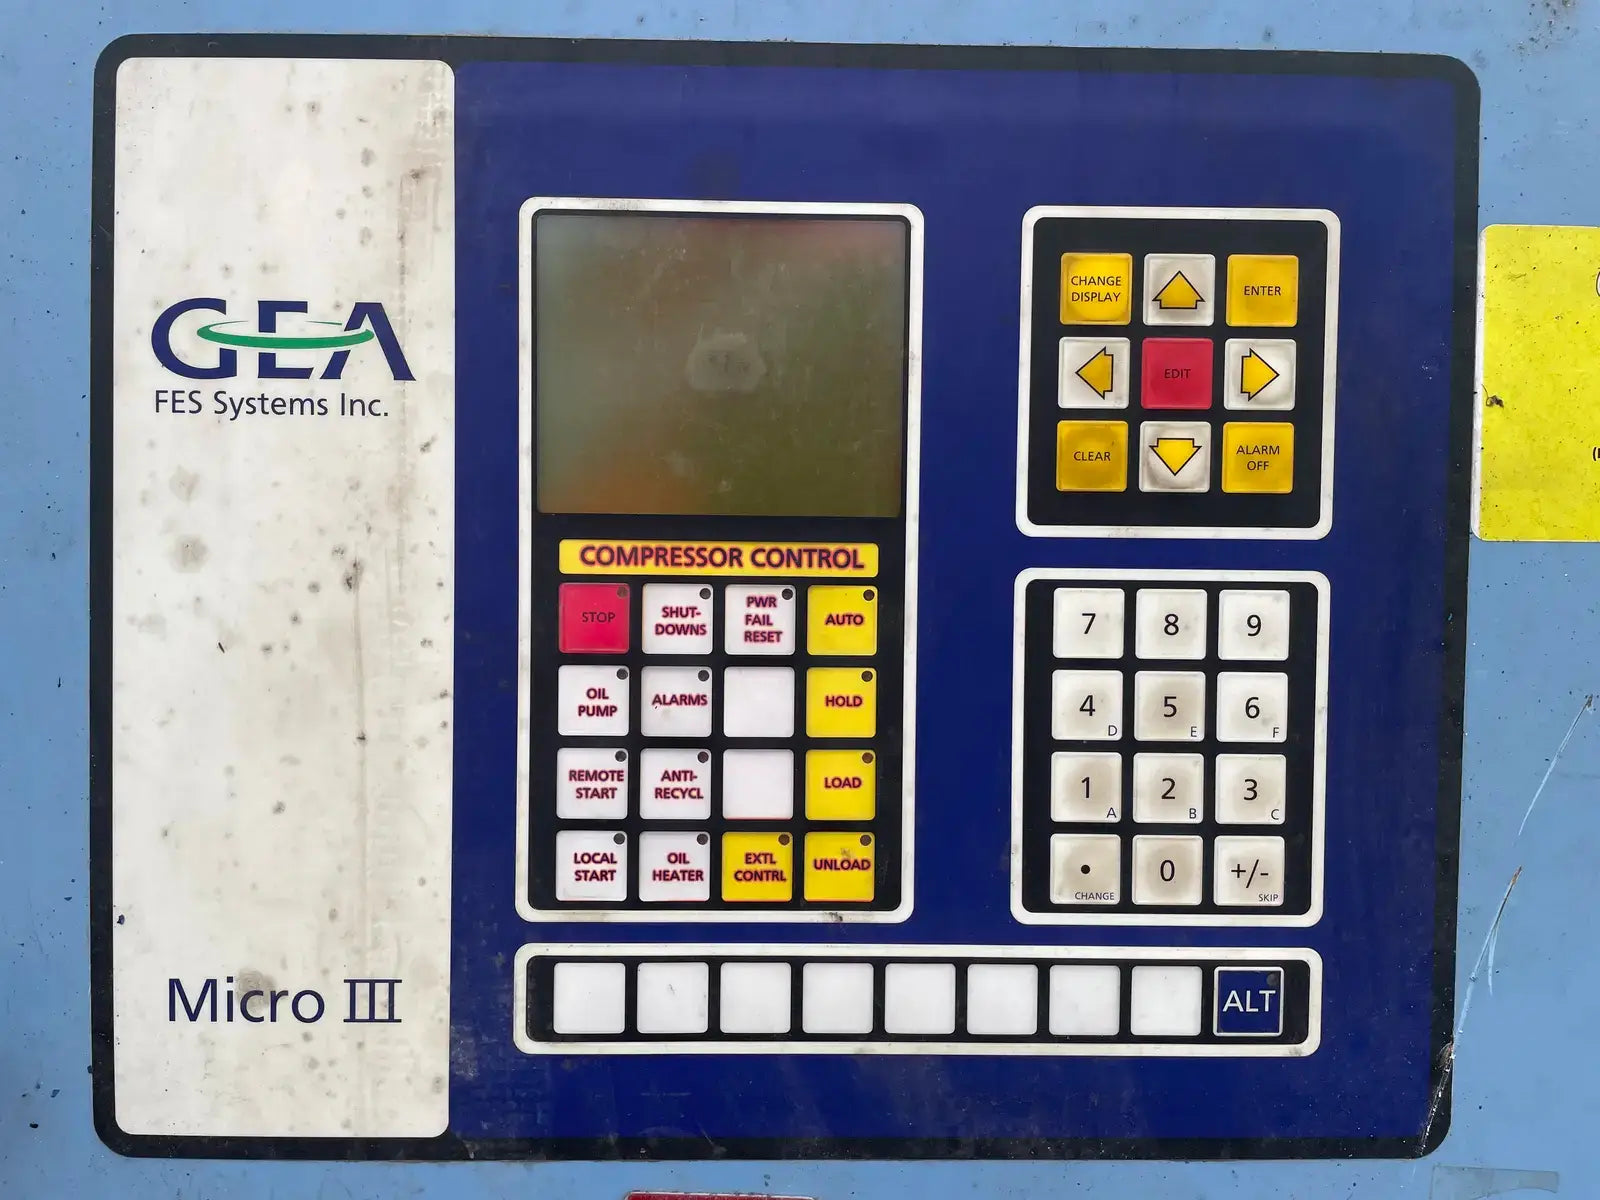 GEA
FES Systems Inc.
Micro III
COMPRESSOR CONTROL
STOP
SHUT-
DOWNS
PWR
FAIL
RESET
AUTO
OIL
PUMP
ALARMS
HOLD
REMOTE
START
ANTI-
RECYCL
LOAD
LOCAL
START
OIL
HEATER
EXTL
CONTRL
UNLOAD
CHANGE
DISPLAY
ENTER
EDIT
CLEAR
ALARM
OFF
7
8
9
4 D
5 E
6 F
1 A
2 B
3 C
•
CHANGE
0
+/-
SKIP
ALT